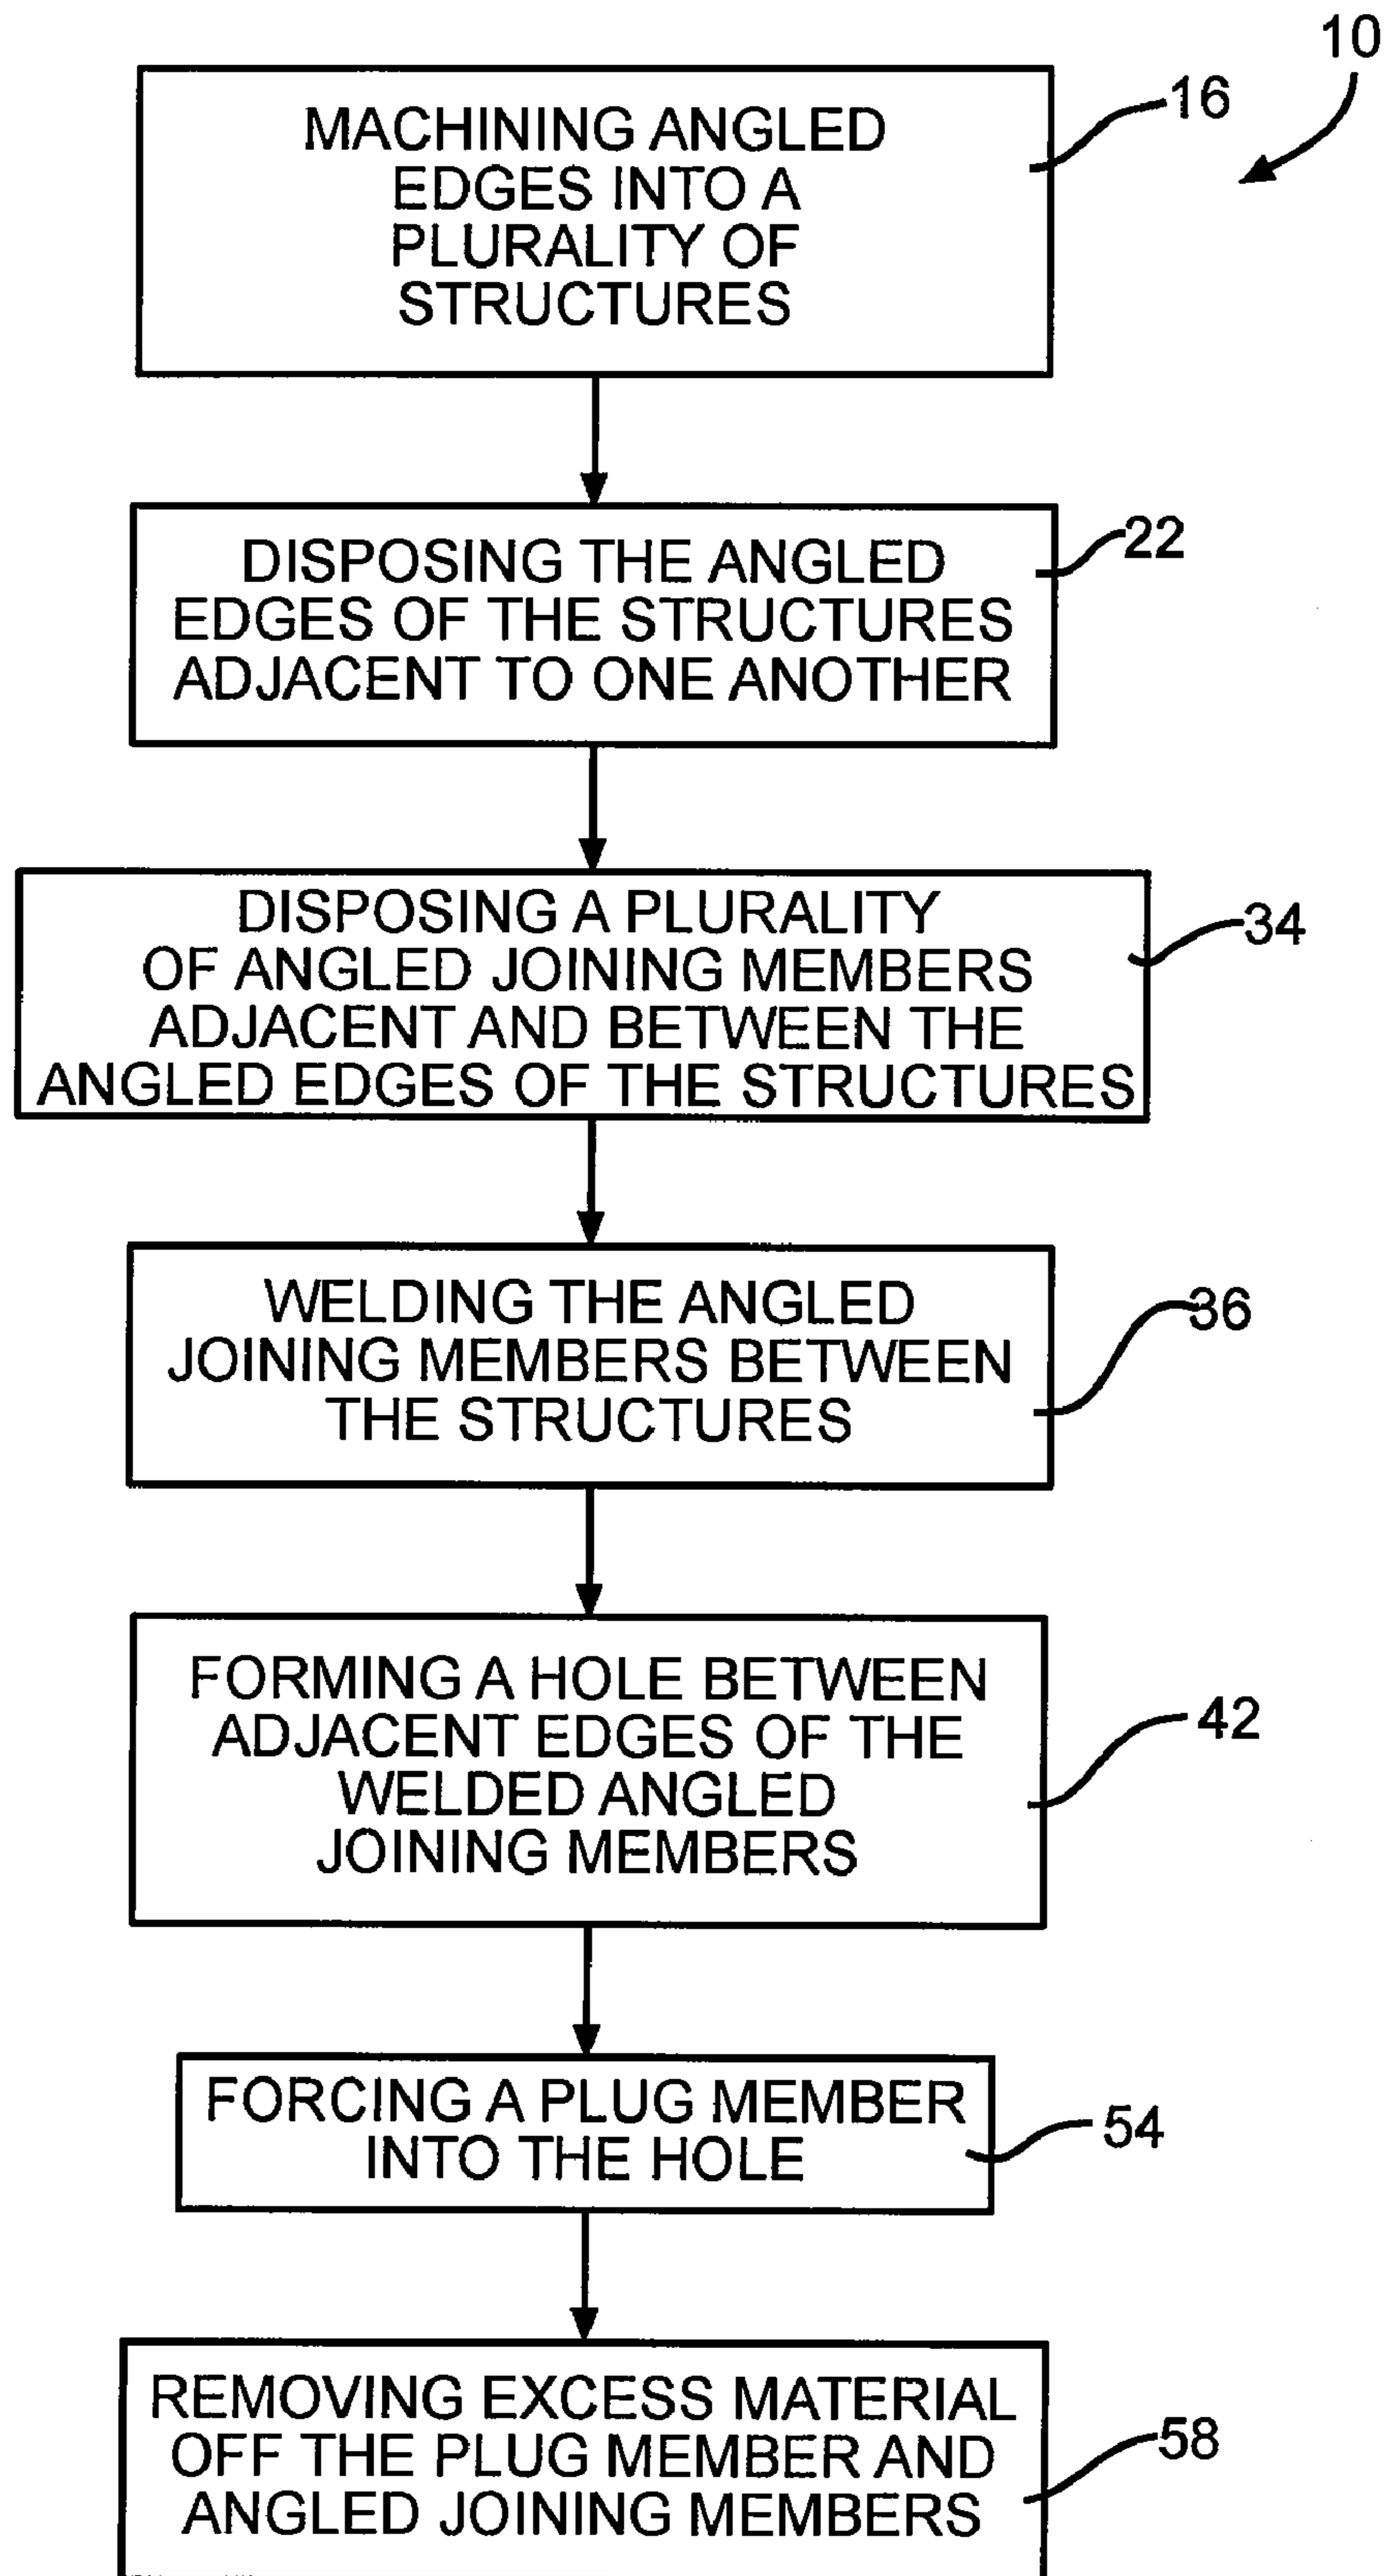 10
16
MACHINING ANGLED
EDGES INTO A
PLURALITY OF
STRUCTURES
22
DISPOSING THE ANGLED
EDGES OF THE STRUCTURES
ADJACENT TO ONE ANOTHER
34
DISPOSING A PLURALITY
OF ANGLED JOINING MEMBERS
ADJACENT AND BETWEEN THE
ANGLED EDGES OF THE STRUCTURES
36
WELDING THE ANGLED
JOINING MEMBERS BETWEEN
THE STRUCTURES
42
FORMING A HOLE BETWEEN
ADJACENT EDGES OF THE
WELDED ANGLED
JOINING MEMBERS
54
FORCING A PLUG MEMBER
INTO THE HOLE
58
REMOVING EXCESS MATERIAL
OFF THE PLUG MEMBER AND
ANGLED JOINING MEMBERS